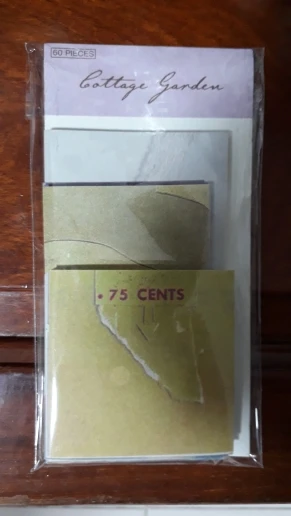 60 PIECES
Cottage Garden
• 75 CENTS